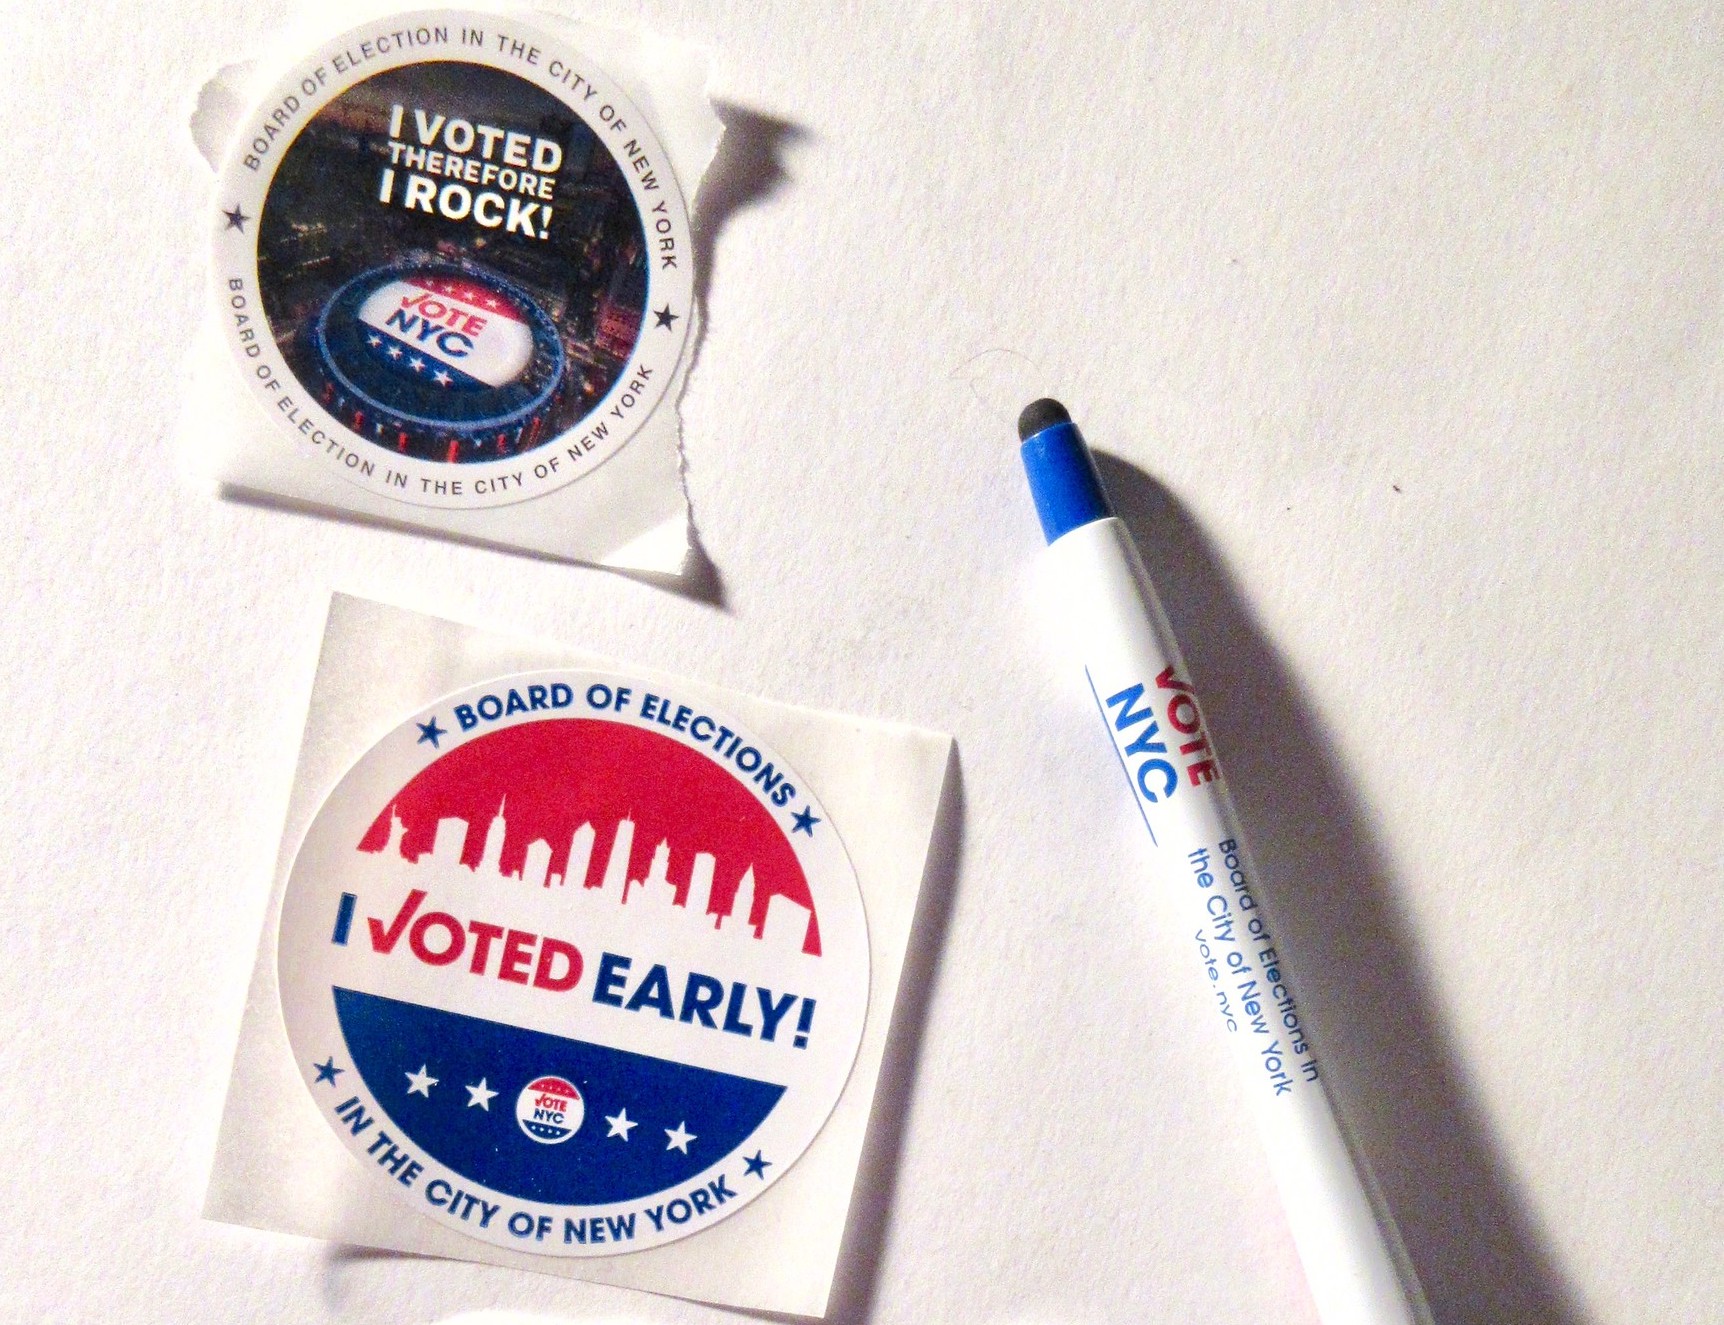 BOARD OF ELECTION IN THE CITY OF NEW YORK
I VOTED
THEREFORE
I ROCK!
VOTE
NYC
BOARD OF ELECTION IN THE CITY OF NEW YORK
BOARD OF ELECTIONS
I VOTED EARLY!
VOTE
NYC
IN THE CITY OF NEW YORK
VOTE
NYC
Board of Elections in
the City of New York
vote.nyc